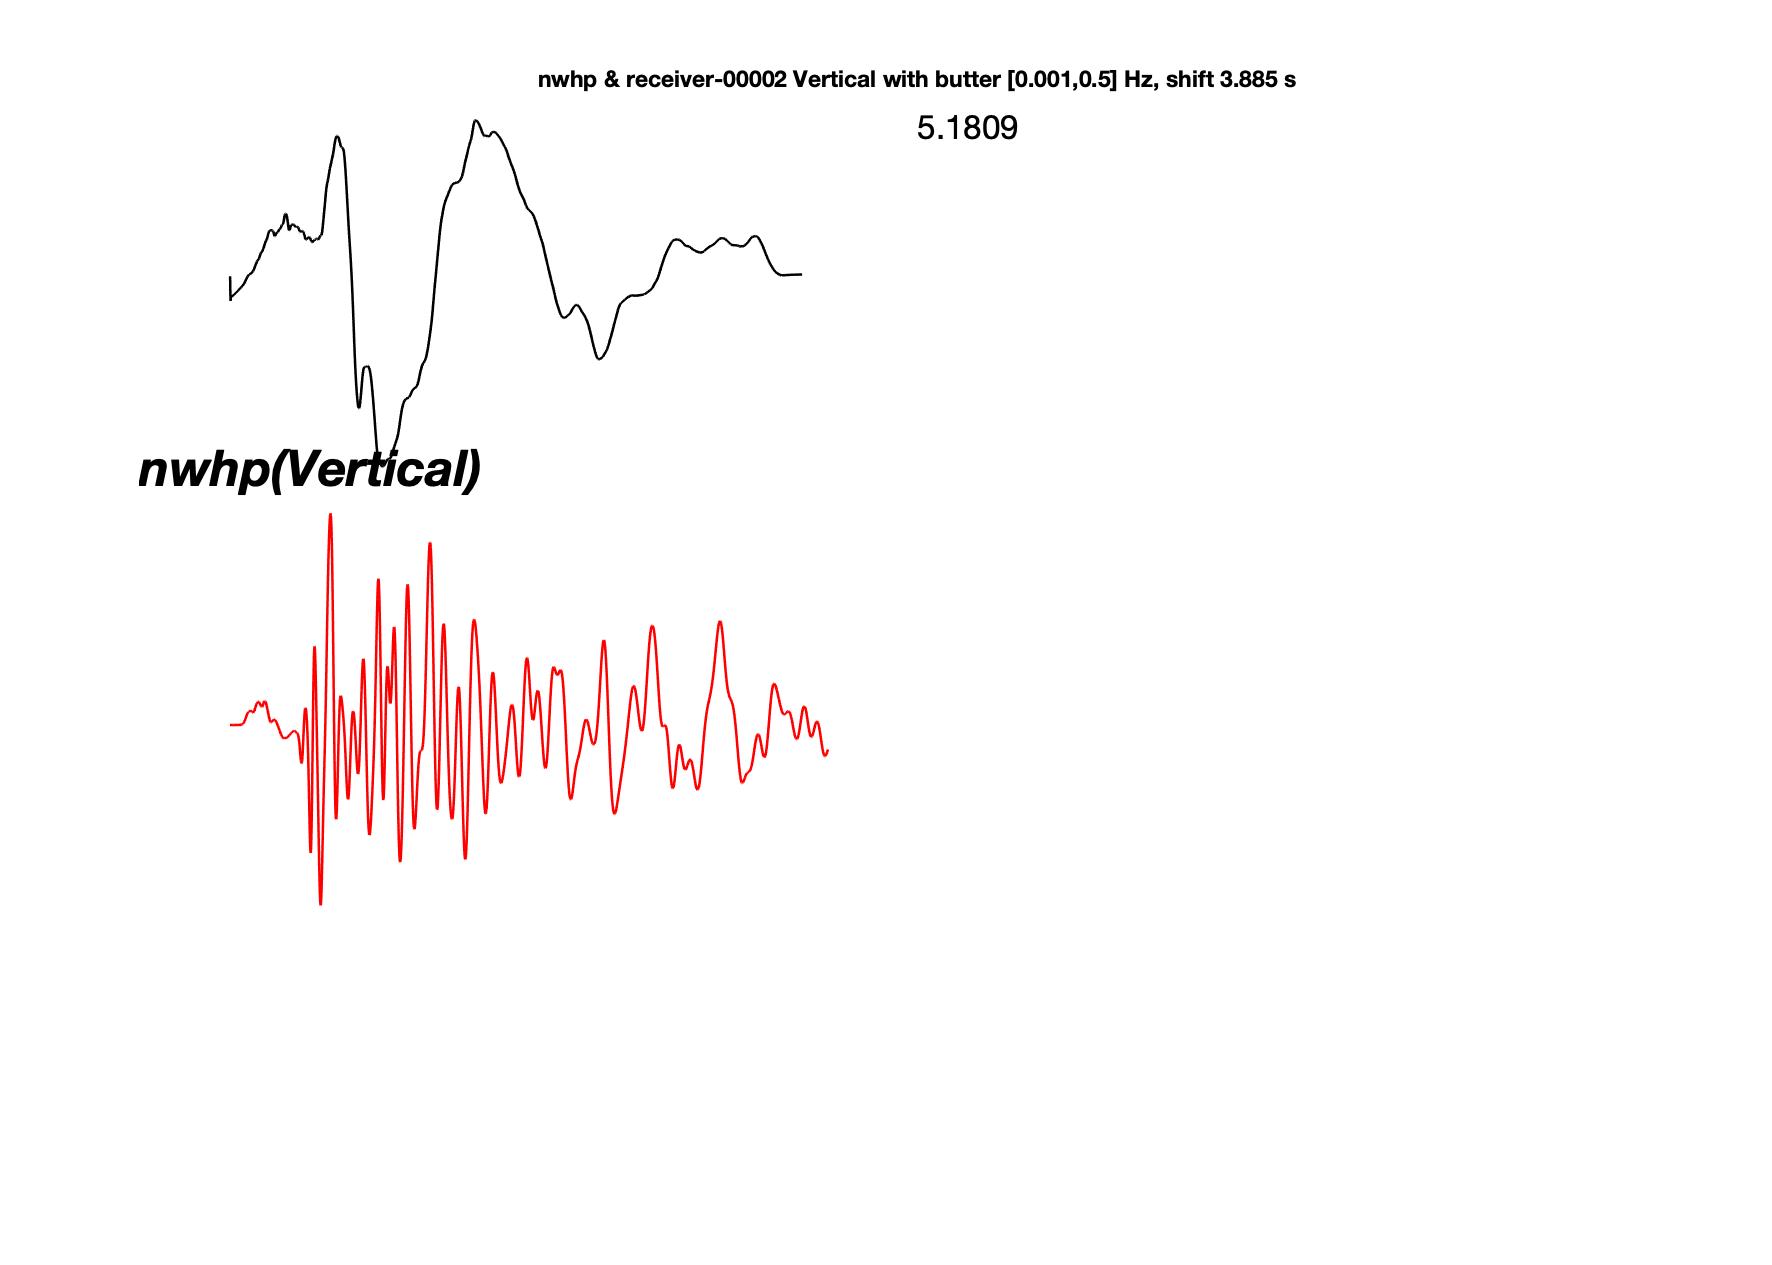 nwhp & receiver-00002 Vertical with butter [0.001,0.5] Hz, shift 3.885 s
5.1809
nwhp(Vertical)